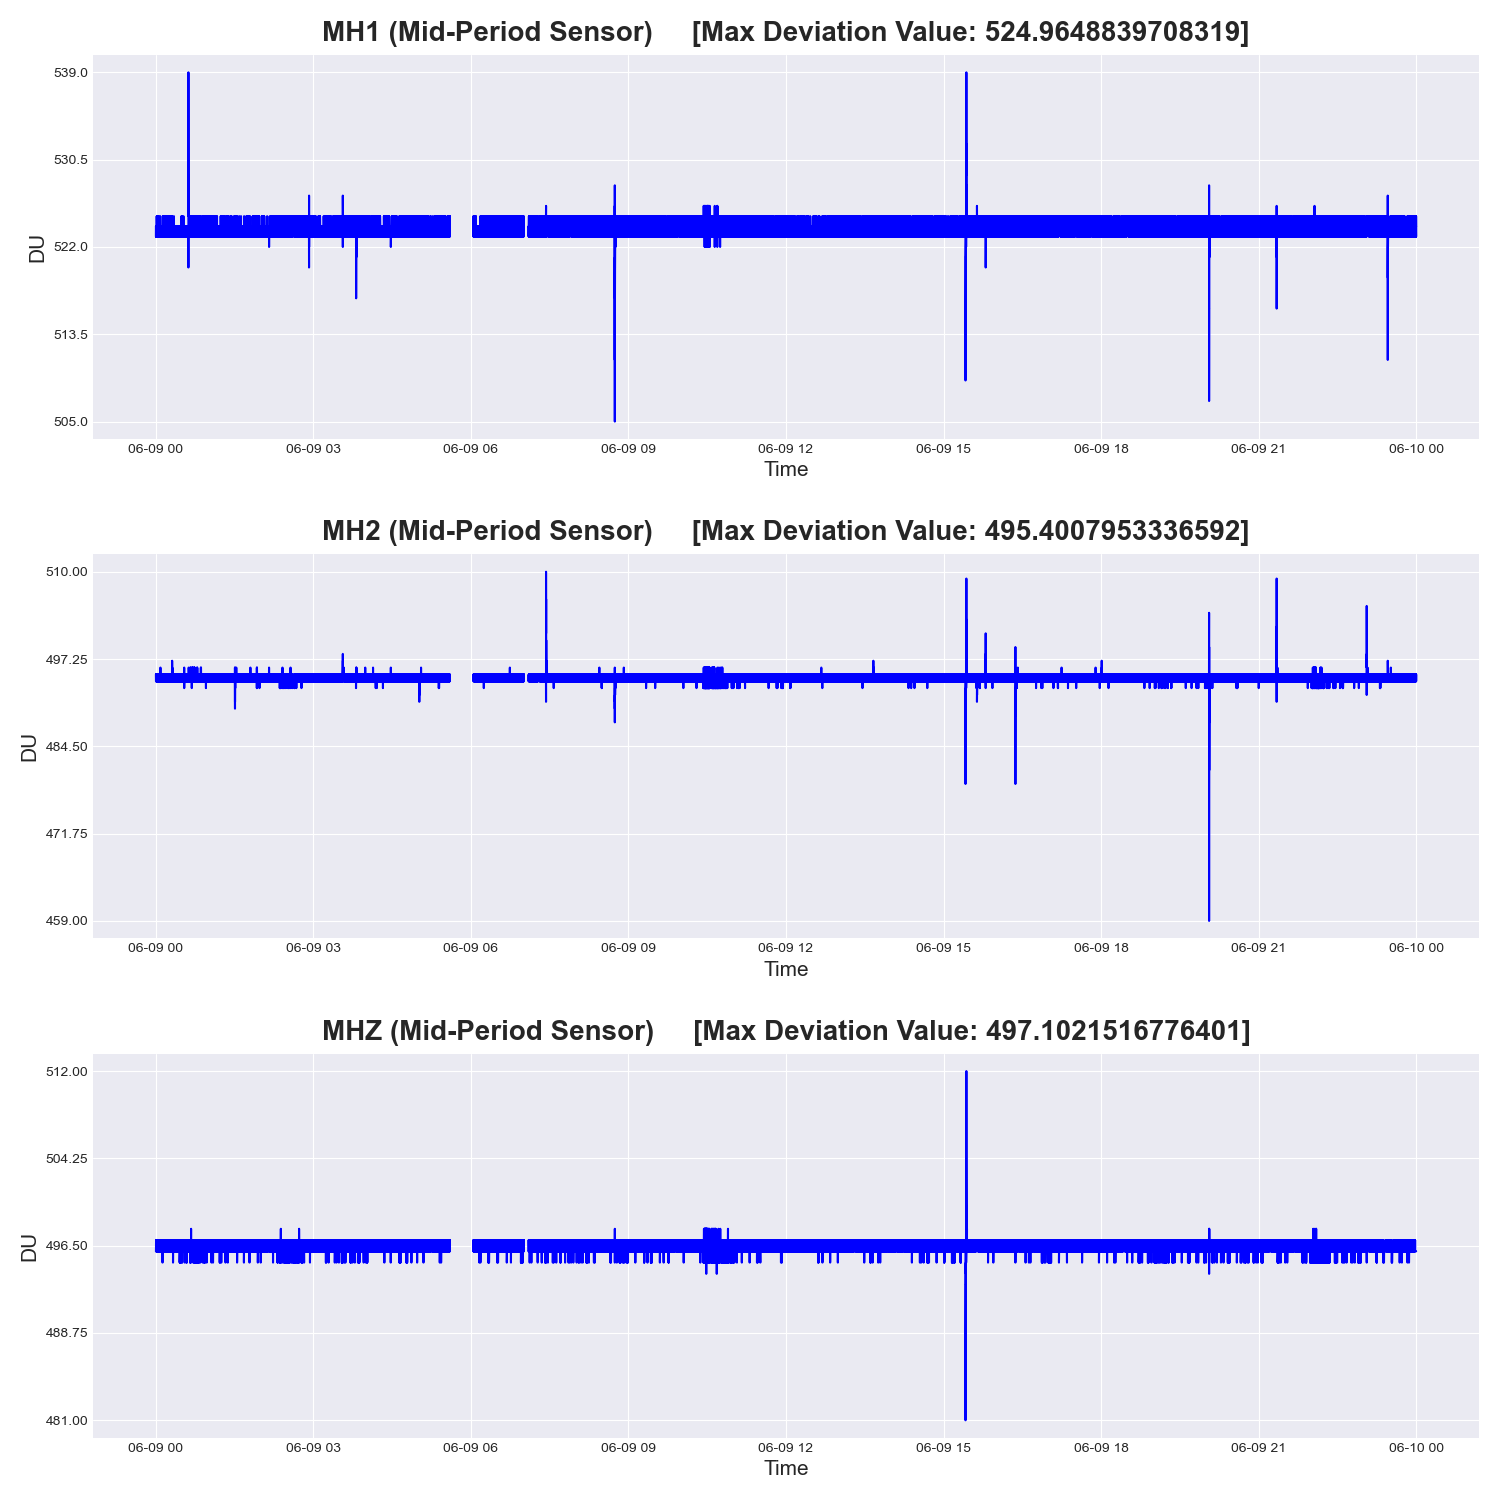 MH1 (Mid-Period Sensor) [Max Deviation Value: 524.9648839708319]
539.0
530.5
522.0
513.5
505.0
DU
06-09 00 06-09 03 06-09 06 06-09 09 06-09 12 06-09 15 06-09 18 06-09 21 06-10 00
Time
MH2 (Mid-Period Sensor) [Max Deviation Value: 495.4007953336592]
510.00
497.25
484.50
471.75
459.00
DU
06-09 00 06-09 03 06-09 06 06-09 09 06-09 12 06-09 15 06-09 18 06-09 21 06-10 00
Time
MHZ (Mid-Period Sensor) [Max Deviation Value: 497.1021516776401]
512.00
504.25
496.50
488.75
481.00
DU
06-09 00 06-09 03 06-09 06 06-09 09 06-09 12 06-09 15 06-09 18 06-09 21 06-10 00
Time